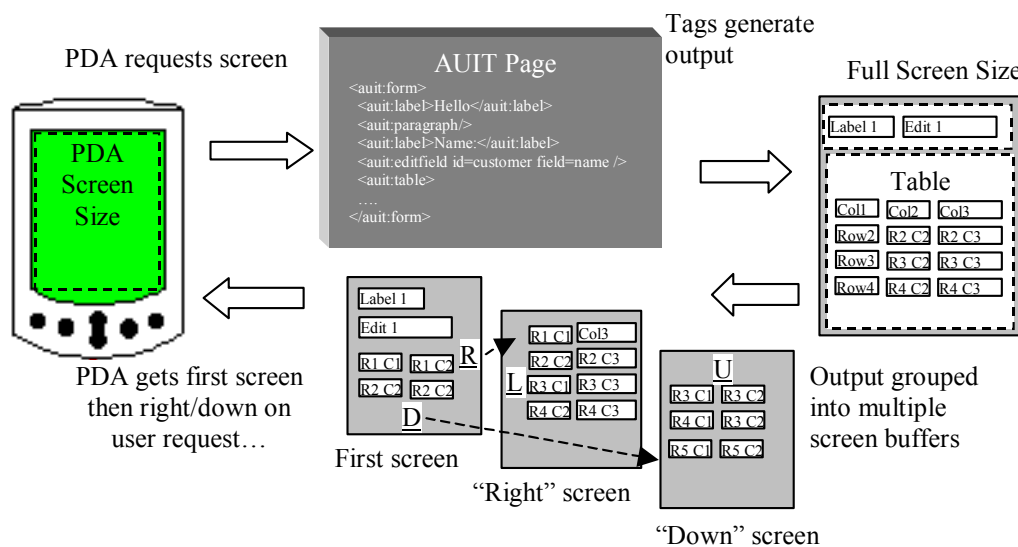 PDA requests screen
PDA
Screen
Size
AUIT Page
<auit:form>
<auit:label>Hello</auit:label>
<auit:paragraph/>
<auit:label>Name:</auit:label>
<auit:editfield id=customer field=name />
<auit:table>
....
</auit:form>
Tags generate
output
Full Screen Size
Label 1 Edit 1
Table
Col1 Col2 Col3
Row2 R2 C2 R2 C3
Row3 R3 C2 R3 C3
Row4 R4 C2 R4 C3
PDA gets first screen
then right/down on
user request…
Label 1
Edit 1
R1 C1 R1 C2
R2 C2 R2 C2
R
D
First screen
R1 C1 Col3
R2 C2 R2 C3
R3 C1 R3 C3
R4 C2 R4 C3
L
“Right” screen
U
R3 C1 R3 C2
R4 C1 R3 C2
R5 C1 R5 C2
“Down” screen
Output grouped
into multiple
screen buffers